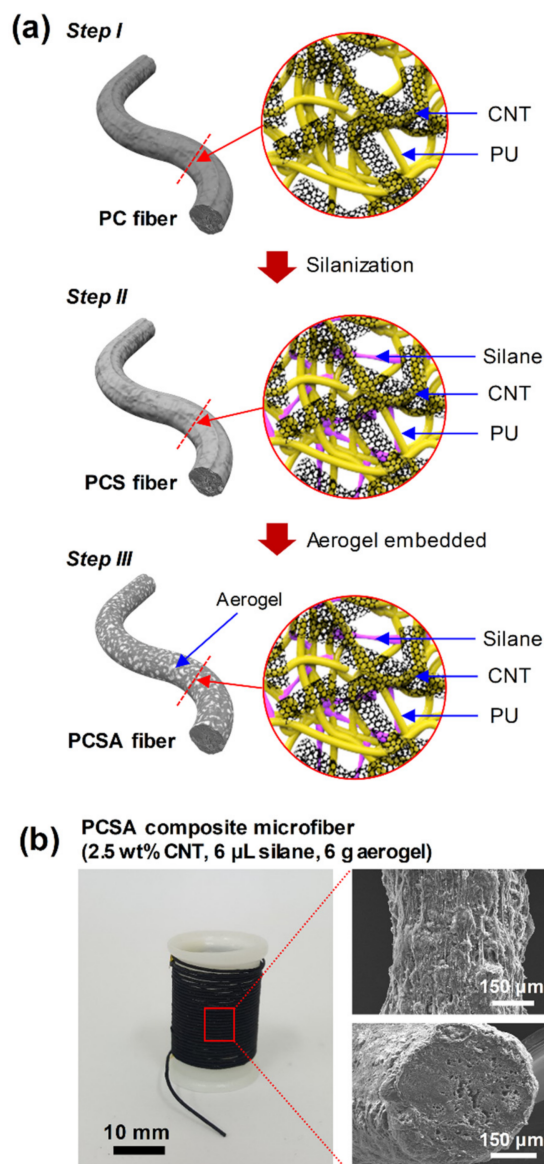 (a)
Step I
CNT
PU
PC fiber
Silanization
Step II
Silane
CNT
PU
PCS fiber
Aerogel embedded
Step III
Aerogel
Silane
CNT
PU
PCSA fiber
(b)
PCSA composite microfiber
(2.5 wt% CNT, 6 µL silane, 6 g aerogel)
150 µm
10 mm
150 µm